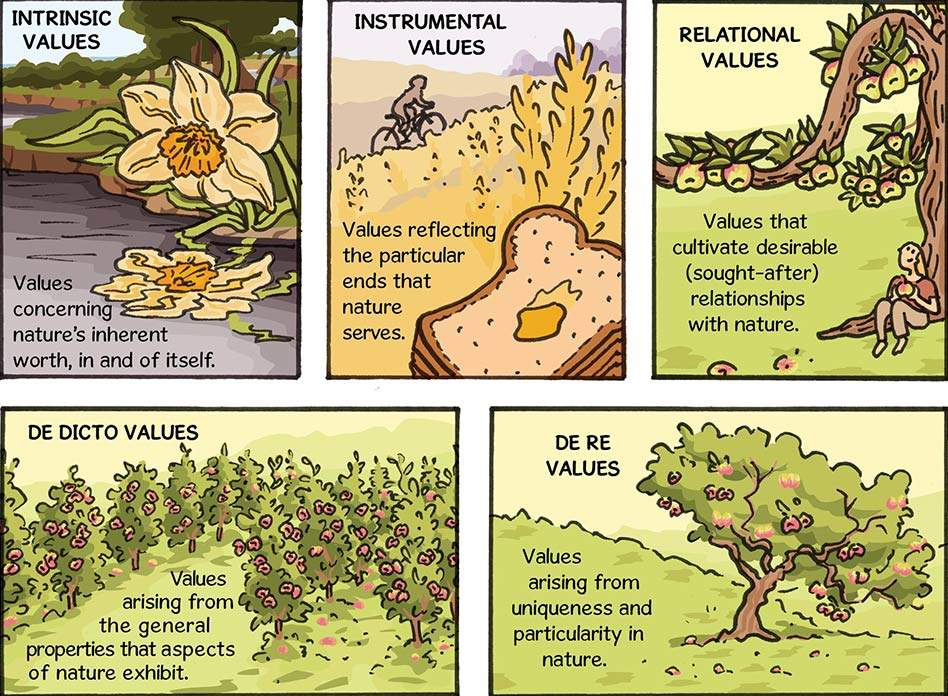 INTRINSIC
VALUES
Values
concerning
nature's inherent
worth, in and of itself.
INSTRUMENTAL
VALUES
Values reflecting
the particular
ends that
nature
serves.
RELATIONAL
VALUES
Values that
cultivate desirable
(sought-after)
relationships
with nature.
DE DICTO VALUES
Values
arising from
the general
properties that aspects
of nature exhibit.
DE RE
VALUES
Values
arising from
uniqueness and
particularity in
nature.